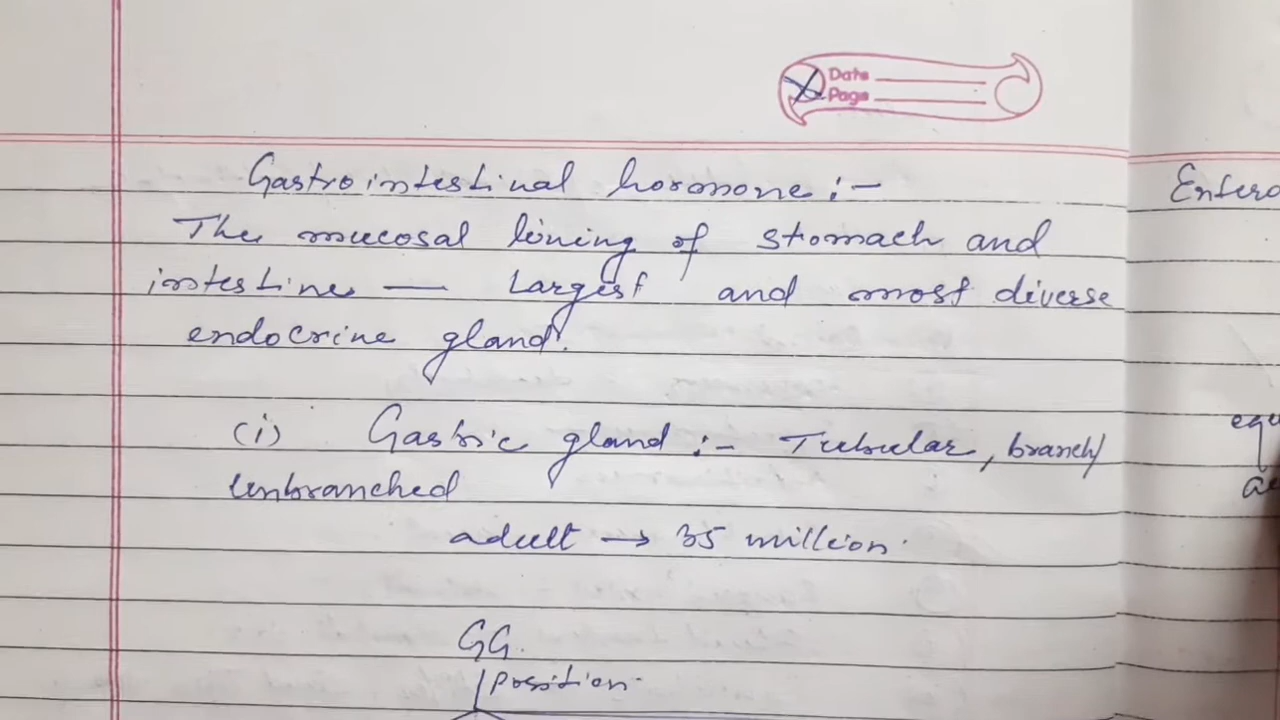 Date
Page
Gastrointestinal hormone :-
The mucosal lining of stomach and
intestine — Largest and most diverse
endocrine gland.
(i) Gastric gland :- Tubular, branch/
unbranched
adult → 35 million.
GG.
position